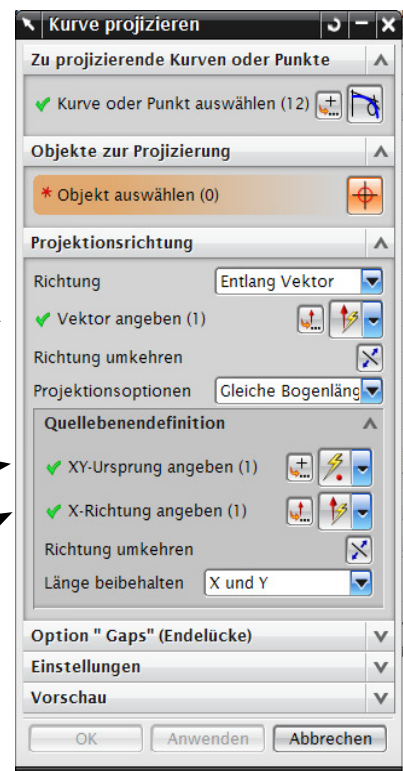 Kurve projizieren
Zu projizierende Kurven oder Punkte
Kurve oder Punkt auswählen (12)
Objekte zur Projizierung
* Objekt auswählen (0)
Projektionsrichtung
Richtung Entlang Vektor
Vektor angeben (1)
Richtung umkehren
Projektionsoptionen Gleiche Bogenläng
Quellebenendefinition
XY-Ursprung angeben (1)
X-Richtung angeben (1)
Richtung umkehren
Länge beibehalten X und Y
Option " Gaps" (Endelücke)
Einstellungen
Vorschau
OK Anwenden Abbrechen